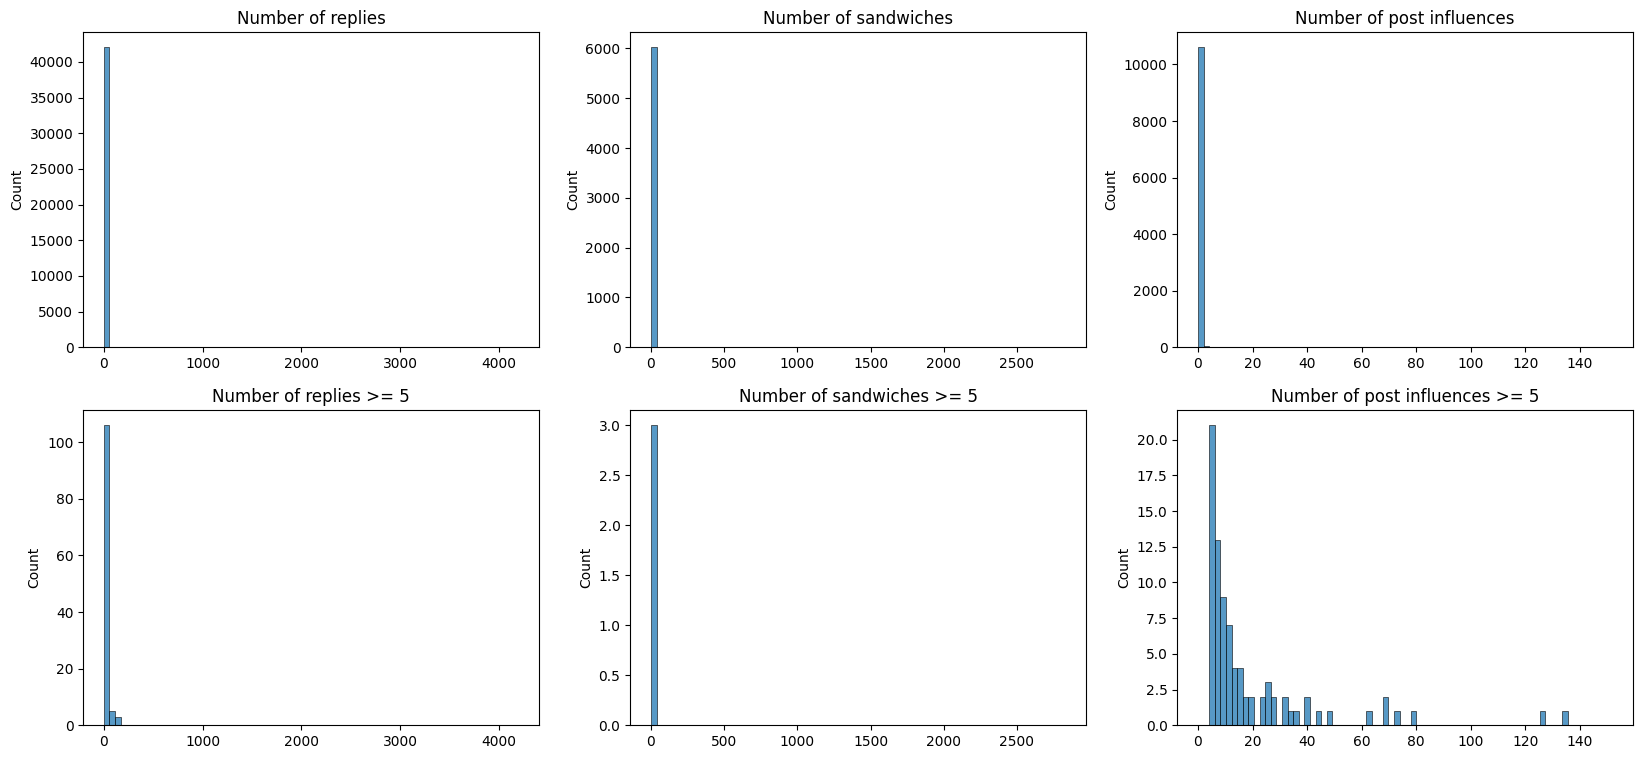 Number of replies
Number of sandwiches
Number of post influences
Count
40000
35000
30000
25000
20000
15000
10000
5000
0
0 1000 2000 3000 4000
Count
6000
5000
4000
3000
2000
1000
0
0 500 1000 1500 2000 2500
Count
10000
8000
6000
4000
2000
0
0 20 40 60 80 100 120 140
Number of replies >= 5
Number of sandwiches >= 5
Number of post influences >= 5
Count
100
80
60
40
20
0
0 1000 2000 3000 4000
Count
3.0
2.5
2.0
1.5
1.0
0.5
0.0
0 500 1000 1500 2000 2500
Count
20.0
17.5
15.0
12.5
10.0
7.5
5.0
2.5
0.0
0 20 40 60 80 100 120 140